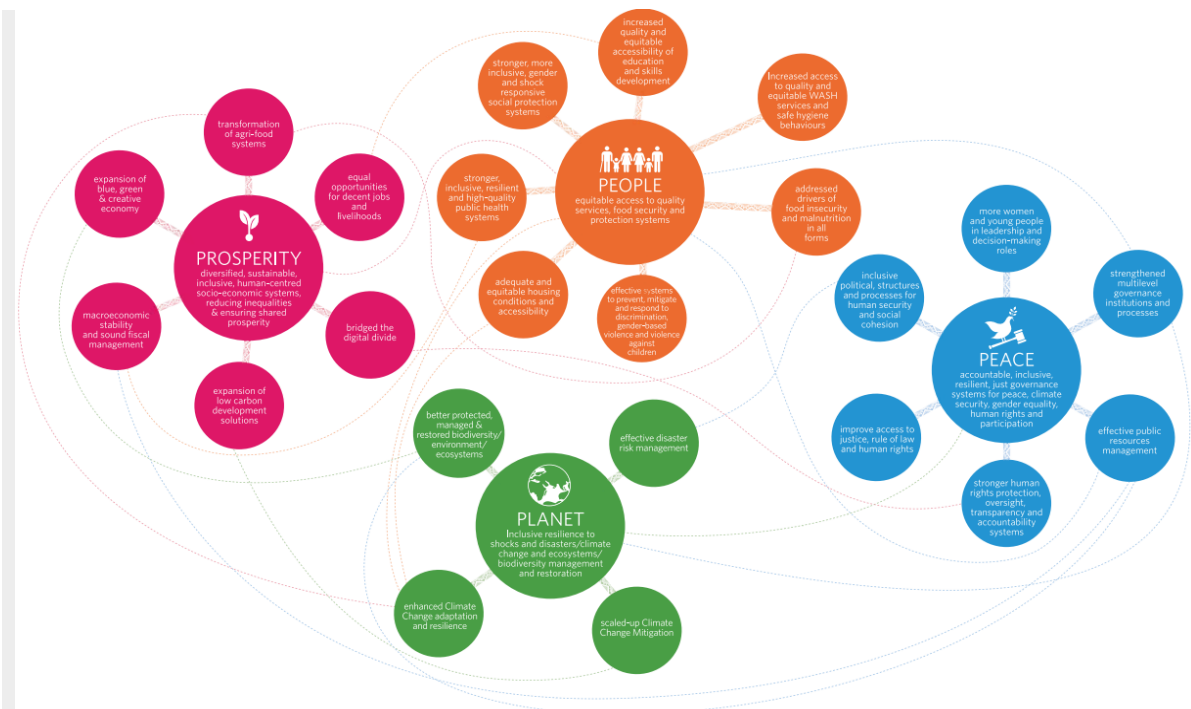 transformation
of agri-food
systems
expansion of
blue, green
& creative
economy
equal
opportunities
for decent jobs
and
livelihoods
PROSPERITY
diversified, sustainable,
inclusive, human-centred
socio-economic systems,
reducing inequalities
& ensuring shared
prosperity
macroeconomic
stability
and sound fiscal
management
bridged the
digital divide
expansion of
low carbon
development
solutions
increased
quality and
equitable
accessibility of
education
and skills
development
stronger, more
inclusive, gender
and shock
responsive
social protection
systems
Increased access
to quality and
equitable WASH
services and
safe hygiene
behaviours
PEOPLE
equitable access to quality
services, food security and
protection systems
stronger,
inclusive, resilient
and high-quality
public health
systems
addressed
drivers of
food insecurity
and malnutrition
in all
forms
adequate and
equitable housing
conditions and
accessibility
effective systems
to prevent, mitigate
and respond to
discrimination,
gender-based
violence and violence
against
children
more women
and young people
in leadership and
decision-making
roles
inclusive
political, structures
and processes for
human security
and social
cohesion
strengthened
multilevel
governance
institutions and
processes
PEACE
accountable, inclusive,
resilient, just governance
systems for peace, climate
security, gender equality,
human rights and
participation
improve access to
justice, rule of law
and human rights
effective public
resources
management
stronger human
rights protection,
oversight,
transparency and
accountability
systems
better protected,
managed &
restored biodiversity/
environment/
ecosystems
effective disaster
risk management
PLANET
Inclusive resilience to
shocks and disasters/climate
change and ecosystems/
biodiversity management
and restoration
enhanced Climate
Change adaptation
and resilience
scaled-up Climate
Change Mitigation